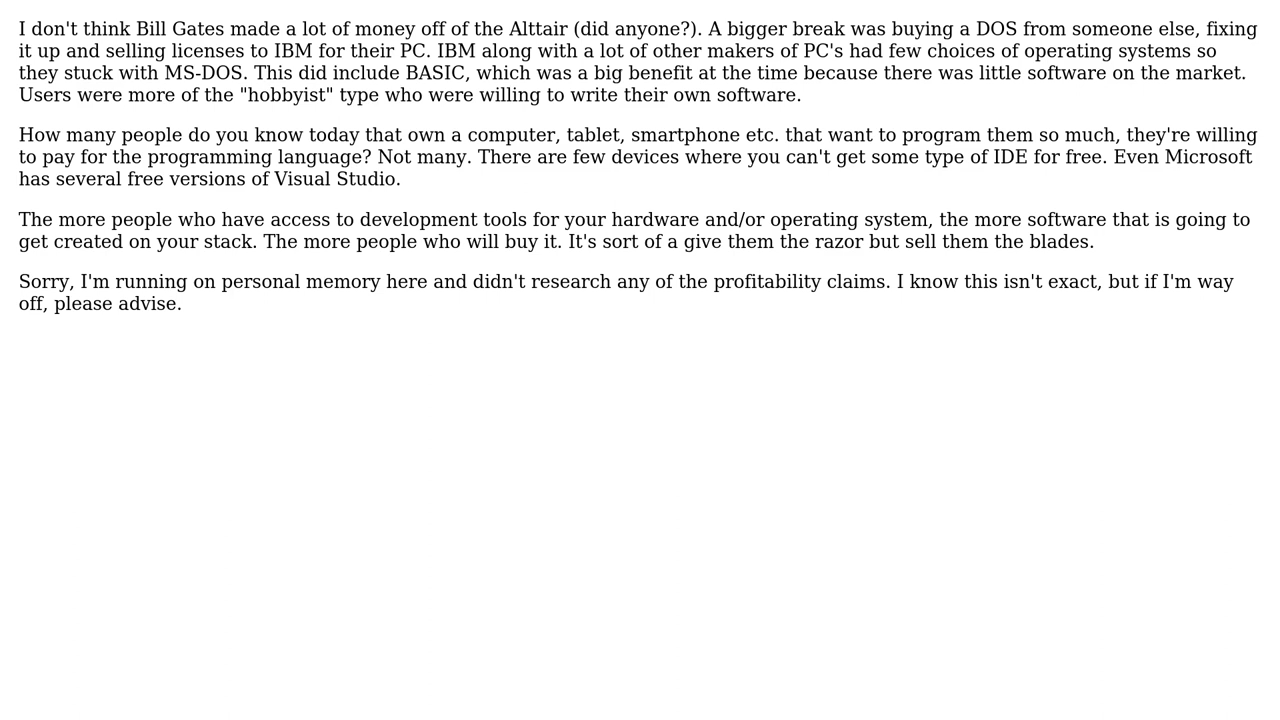 I don't think Bill Gates made a lot of money off of the Alttair (did anyone?). A bigger break was buying a DOS from someone else, fixing
it up and selling licenses to IBM for their PC. IBM along with a lot of other makers of PC's had few choices of operating systems so
they stuck with MS-DOS. This did include BASIC, which was a big benefit at the time because there was little software on the market.
Users were more of the "hobbyist" type who were willing to write their own software.
How many people do you know today that own a computer, tablet, smartphone etc. that want to program them so much, they're willing
to pay for the programming language? Not many. There are few devices where you can't get some type of IDE for free. Even Microsoft
has several free versions of Visual Studio.
The more people who have access to development tools for your hardware and/or operating system, the more software that is going to
get created on your stack. The more people who will buy it. It's sort of a give them the razor but sell them the blades.
Sorry, I'm running on personal memory here and didn't research any of the profitability claims. I know this isn't exact, but if I'm way
off, please advise.